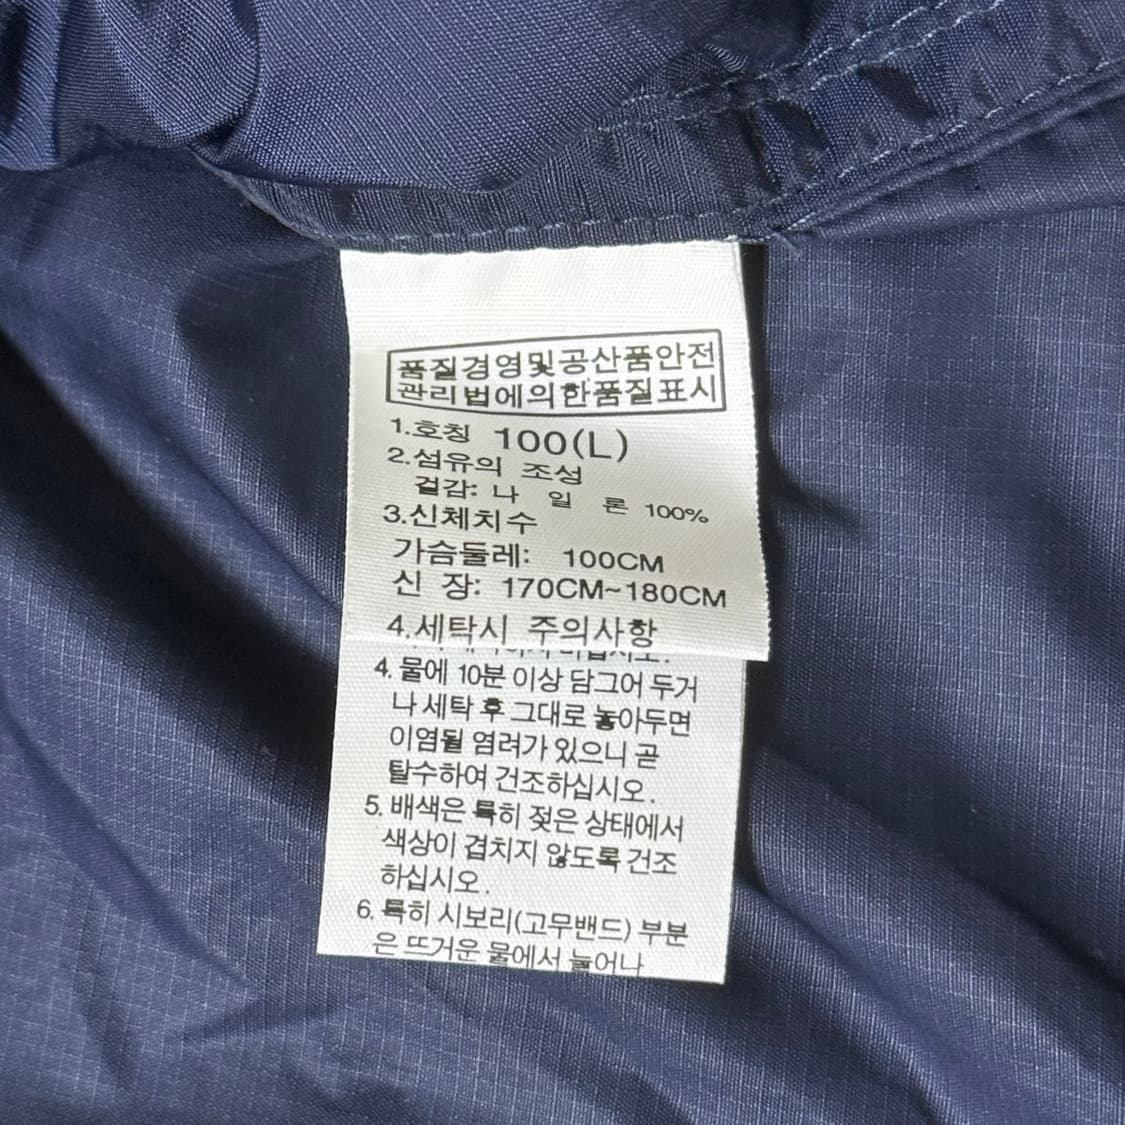 품질경영및공산품안전
관리법에의한품질표시
1.호칭 100(L)
2.섬유의 조성
겉감: 나 일 론 100%
3.신체치수
가슴둘레: 100CM
신 장: 170CM~180CM
4.세탁시 주의사항
4. 물에 10분 이상 담그어 두거
나 세탁 후 그대로 놓아두면
이염될 염려가 있으니 곧
탈수하여 건조하십시오.
5. 배색은 특히 젖은 상태에서
색상이 겹치지 않도록 건조
하십시오.
6. 특히 시보리(고무밴드) 부분
은 뜨거운 물에서 늘어나